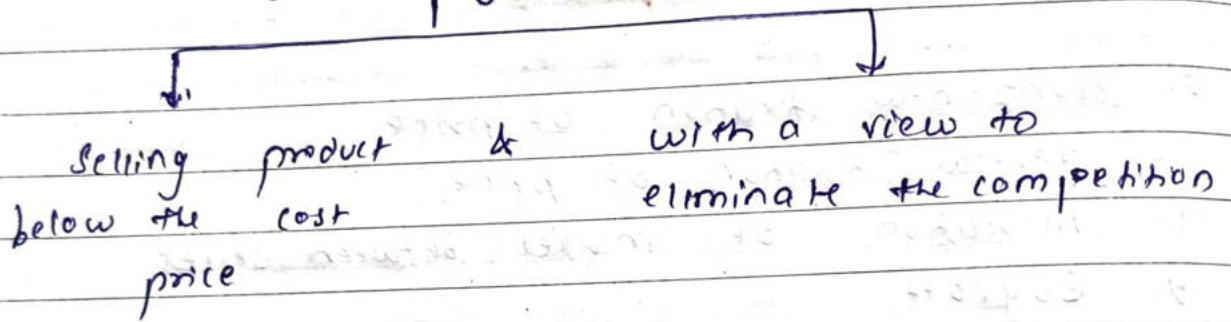 selling product & with a view to
below the cost eliminate the competition
price